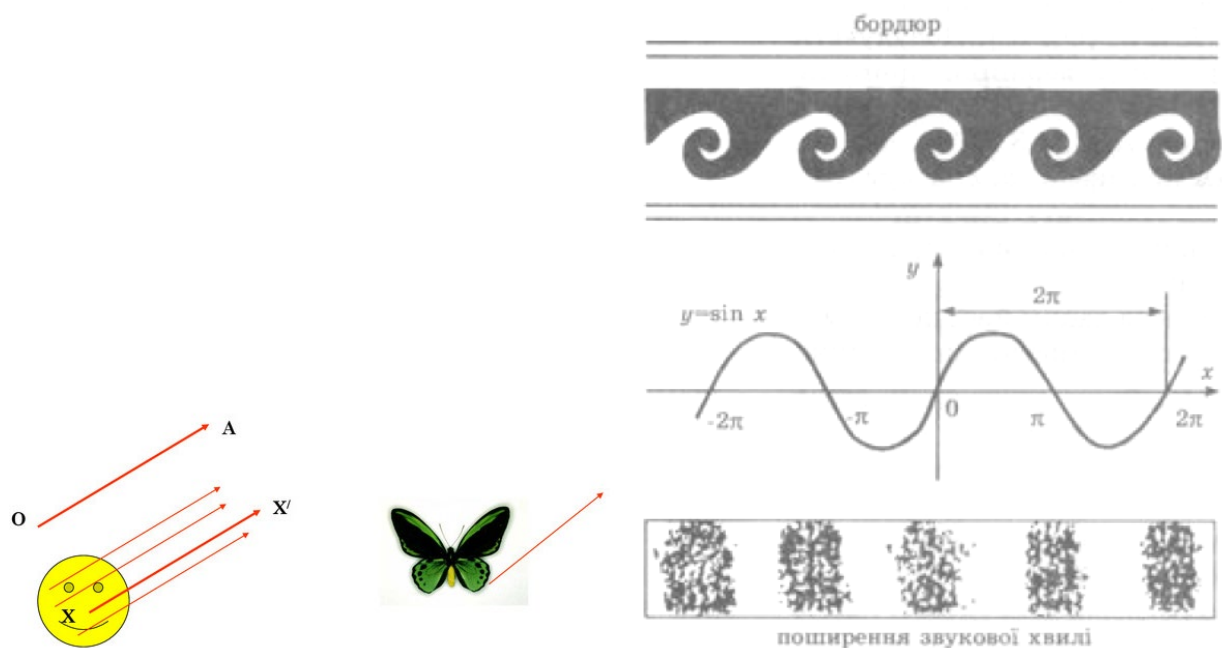 бордюр
y
2π
y=sin x
x
-2π
-π
0
π
2π
A
O
X/
X
поширення звукової хвилі